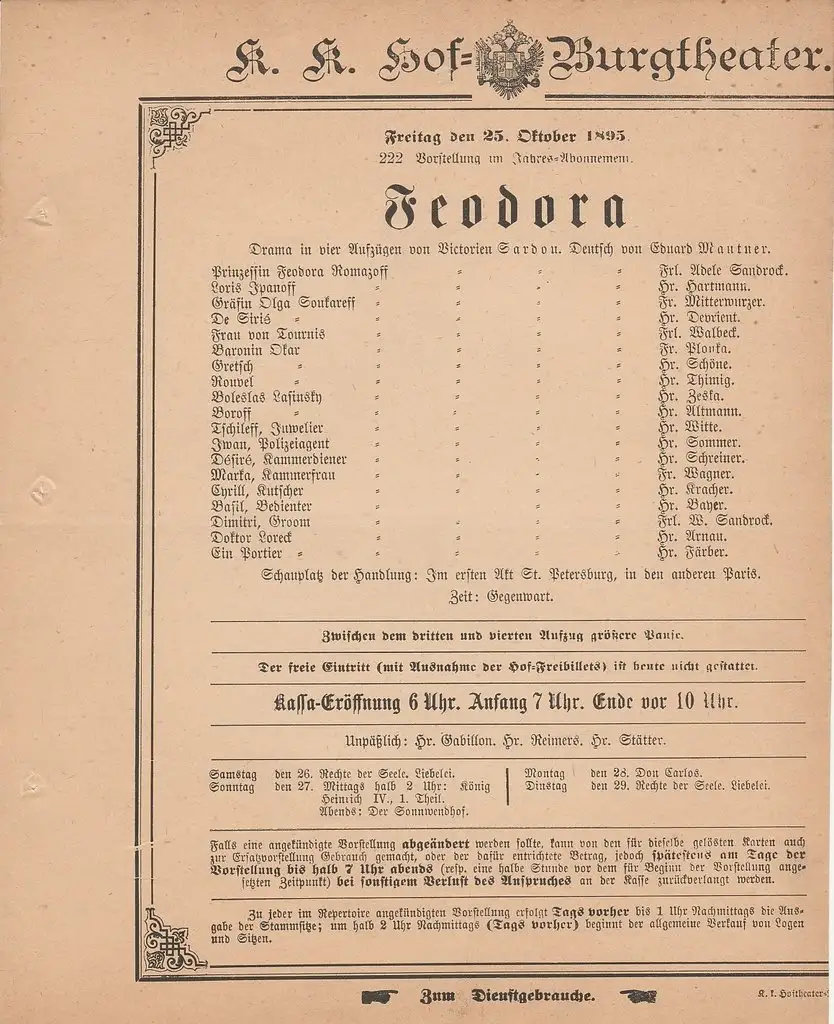 K. K. Hof-Burgtheater.
Freitag den 25. Oktober 1895.
222 Vorstellung im Jahres-Abonnement.
Feodora
Drama in vier Aufzügen von Victorien Sardou. Deutsch von Eduard Mautner.
Prinzessin Feodora Romazoff = = = Frl. Adele Sandrock.
Loris Ipanoff = = = = Hr. Hartmann.
Gräfin Olga Soukareff = = = = Fr. Mitterwurzer.
De Siriš = = = = = Hr. Devrient.
Frau von Tournis = = = = Frl. Walbeck.
Baronin Okar = = = = Fr. Plonka.
Gretsch = = = = = Hr. Schöne.
Rouvel = = = = = Hr. Thimig.
Boleslas Lasinsky = = = = Hr. Zeska.
Boroff = = = = = Hr. Altmann.
Tschileff, Juwelier = = = = Hr. Witte.
Iwan, Polizeiagent = = = = Hr. Sommer.
Désiré, Kammerdiener = = = = Hr. Schreiner.
Marka, Kammerfrau = = = = Fr. Wagner.
Cyrill, Kutscher = = = = Hr. Kracher.
Basil, Bedienter = = = = Hr. Bayer.
Dimitri, Groom = = = = Frl. W. Sandrock.
Doktor Loreck = = = = Hr. Arnau.
Ein Portier = = = = = Hr. Färber.
Schauplatz der Handlung: Im ersten Akt St. Petersburg, in den anderen Paris.
Zeit: Gegenwart.
Zwischen dem dritten und vierten Aufzug größere Pause.
Der freie Eintritt (mit Ausnahme der Hof-Freibillets) ist heute nicht gestattet.
Kassa-Eröffnung 6 Uhr. Anfang 7 Uhr. Ende vor 10 Uhr.
Unpäßlich: Hr. Gabillon. Hr. Reimers. Hr. Stätter.
Samstag den 26. Rechte der Seele. Liebelei.
Sonntag den 27. Mittags halb 2 Uhr: König
Heinrich IV., 1. Theil.
Abends: Der Sonnwendhof.
Montag den 28. Don Carlos.
Dinstag den 29. Rechte der Seele. Liebelei.
Falls eine angekündigte Vorstellung abgeändert werden sollte, kann von den für dieselbe gelösten Karten auch
zur Ersatzvorstellung Gebrauch gemacht, oder der dafür entrichtete Betrag, jedoch spätestens am Tage der
Vorstellung bis halb 7 Uhr abends (resp. eine halbe Stunde vor dem für Beginn der Vorstellung ange-
setzten Zeitpunkt) bei sonstigem Verlust des Anspruches an der Kasse zurückverlangt werden.
Zu jeder im Repertoire angekündigten Vorstellung erfolgt Tags vorher bis 1 Uhr Nachmittags die Aus-
gabe der Stammsitze; um halb 2 Uhr Nachmittags (Tags vorher) beginnt der allgemeine Verkauf von Logen
und Sitzen.
Zum Dienstgebrauche.
K. k. Hoftheater-